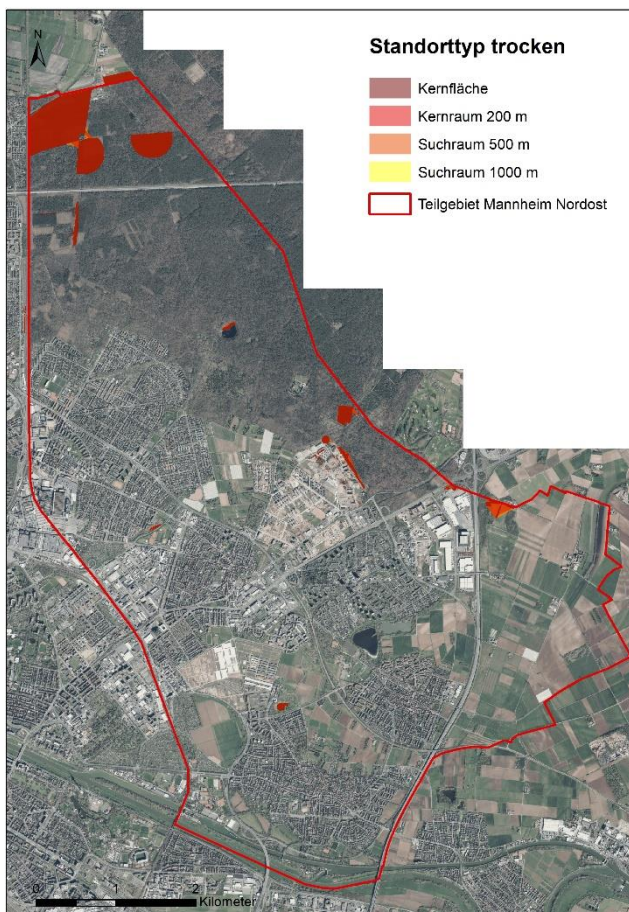 N
Standorttyp trocken
Kernfläche
Kernraum 200 m
Suchraum 500 m
Suchraum 1000 m
Teilgebiet Mannheim Nordost
0 1 2
Kilometer